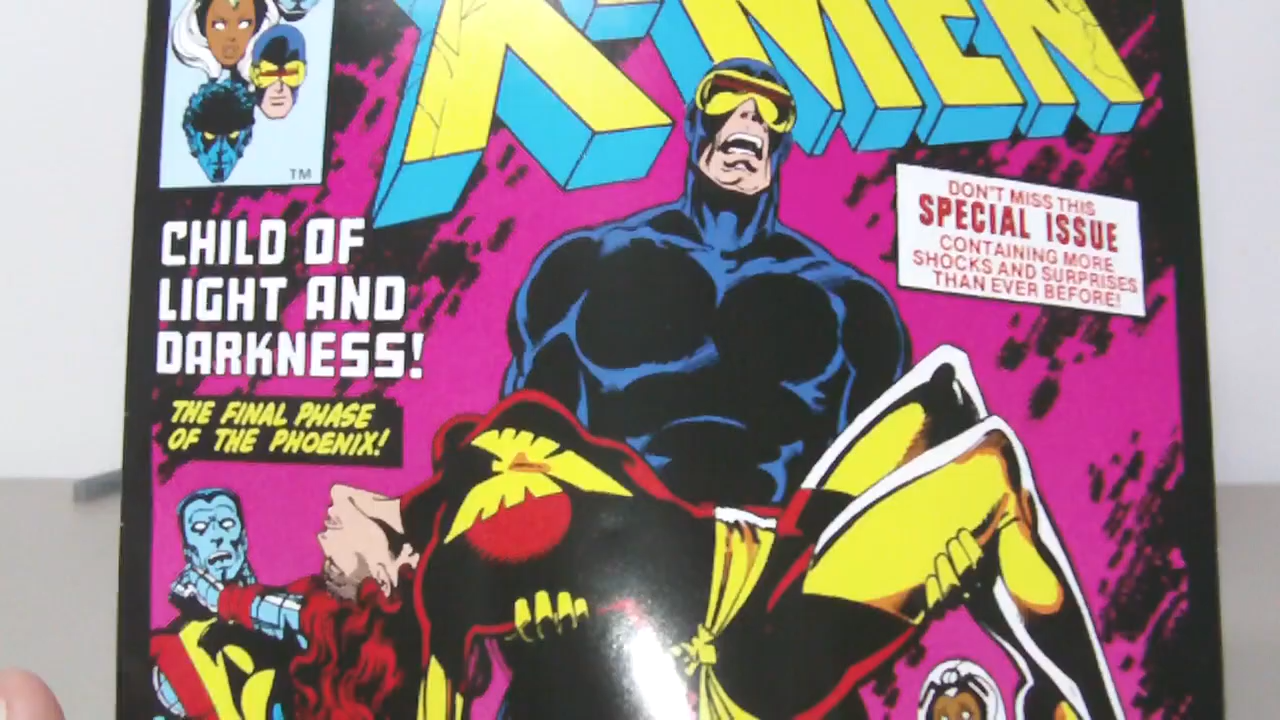 X-MEN
TM
CHILD OF
LIGHT AND
DARKNESS!
THE FINAL PHASE
OF THE PHOENIX!
DON'T MISS THIS
SPECIAL ISSUE
CONTAINING MORE
SHOCKS AND SURPRISES
THAN EVER BEFORE!